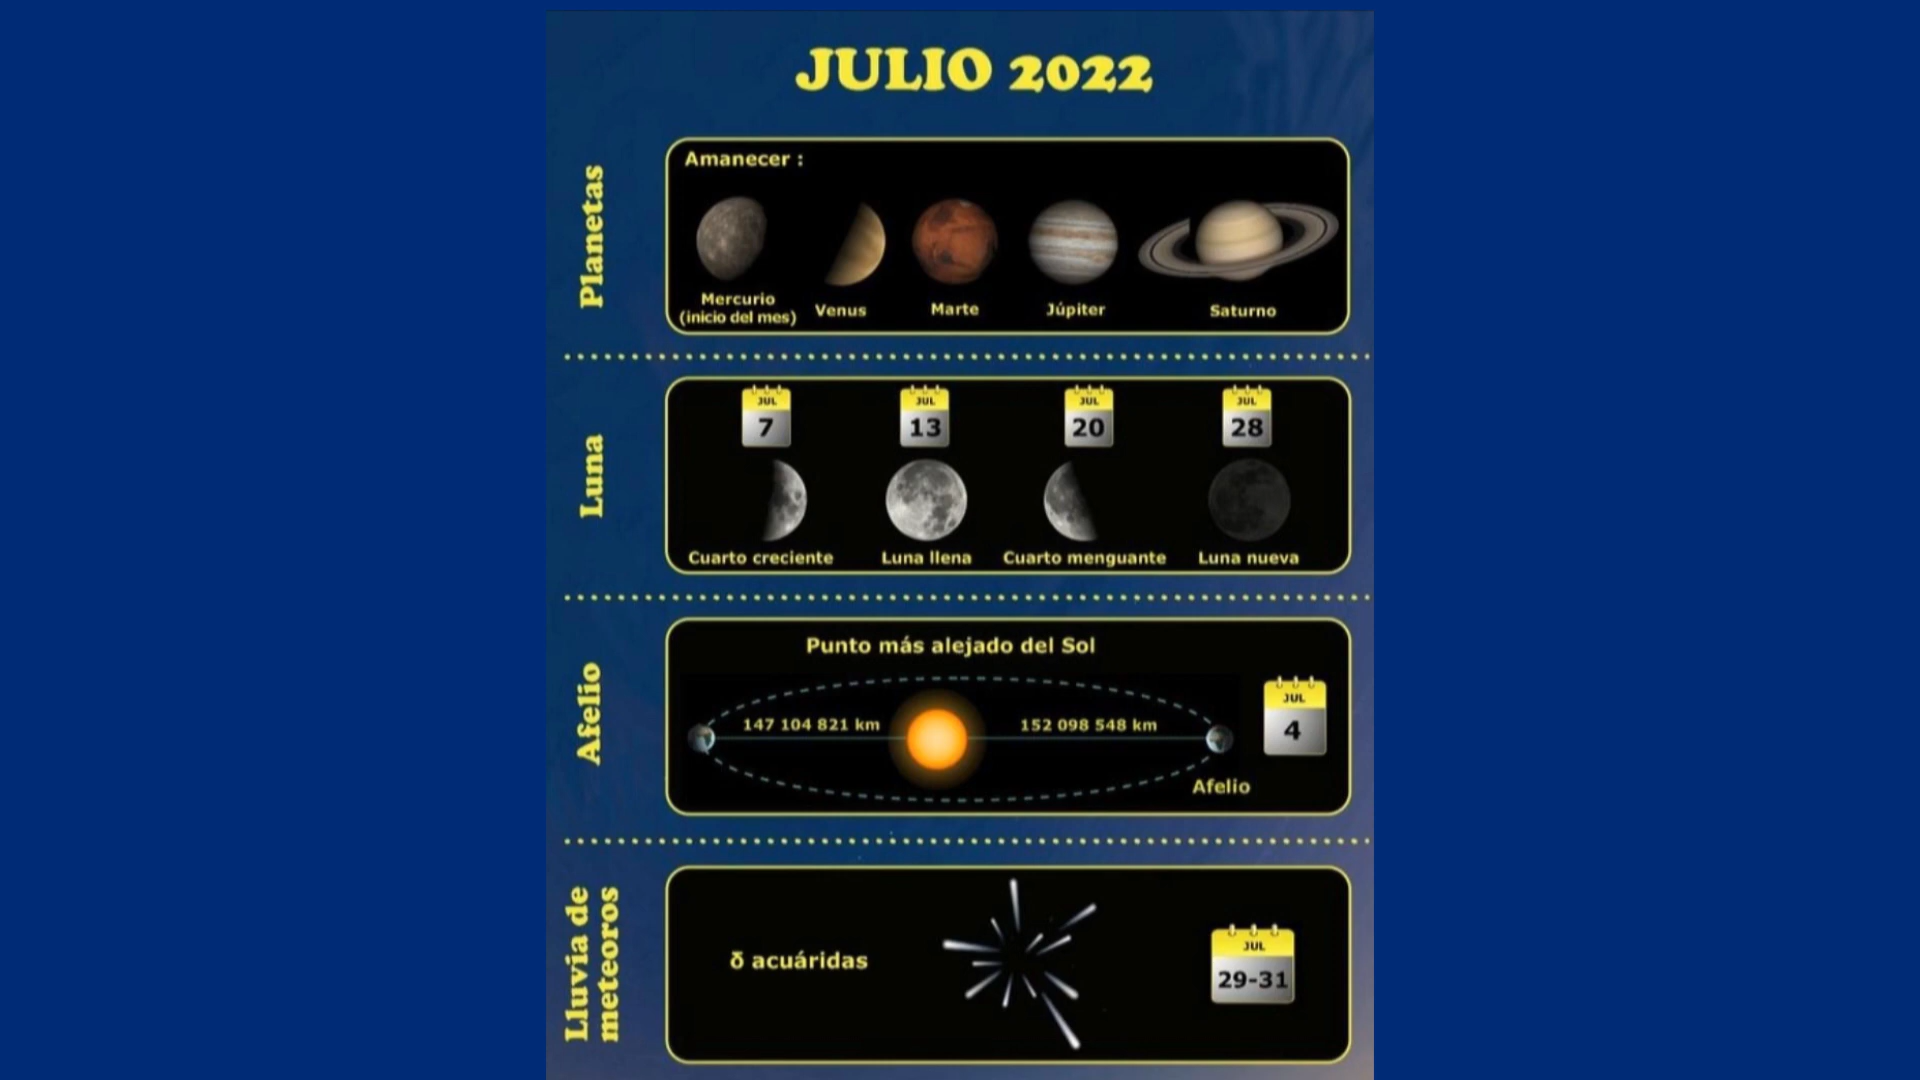 JULIO 2022
Planetas
Amanecer :
Mercurio
(inicio del mes)
Venus
Marte
Júpiter
Saturno
Luna
JUL
7
JUL
13
JUL
20
JUL
28
Cuarto creciente
Luna llena
Cuarto menguante
Luna nueva
Afelio
Punto más alejado del Sol
147 104 821 km
152 098 548 km
JUL
4
Afelio
Lluvia de
meteoros
δ acuáridas
JUL
29-31